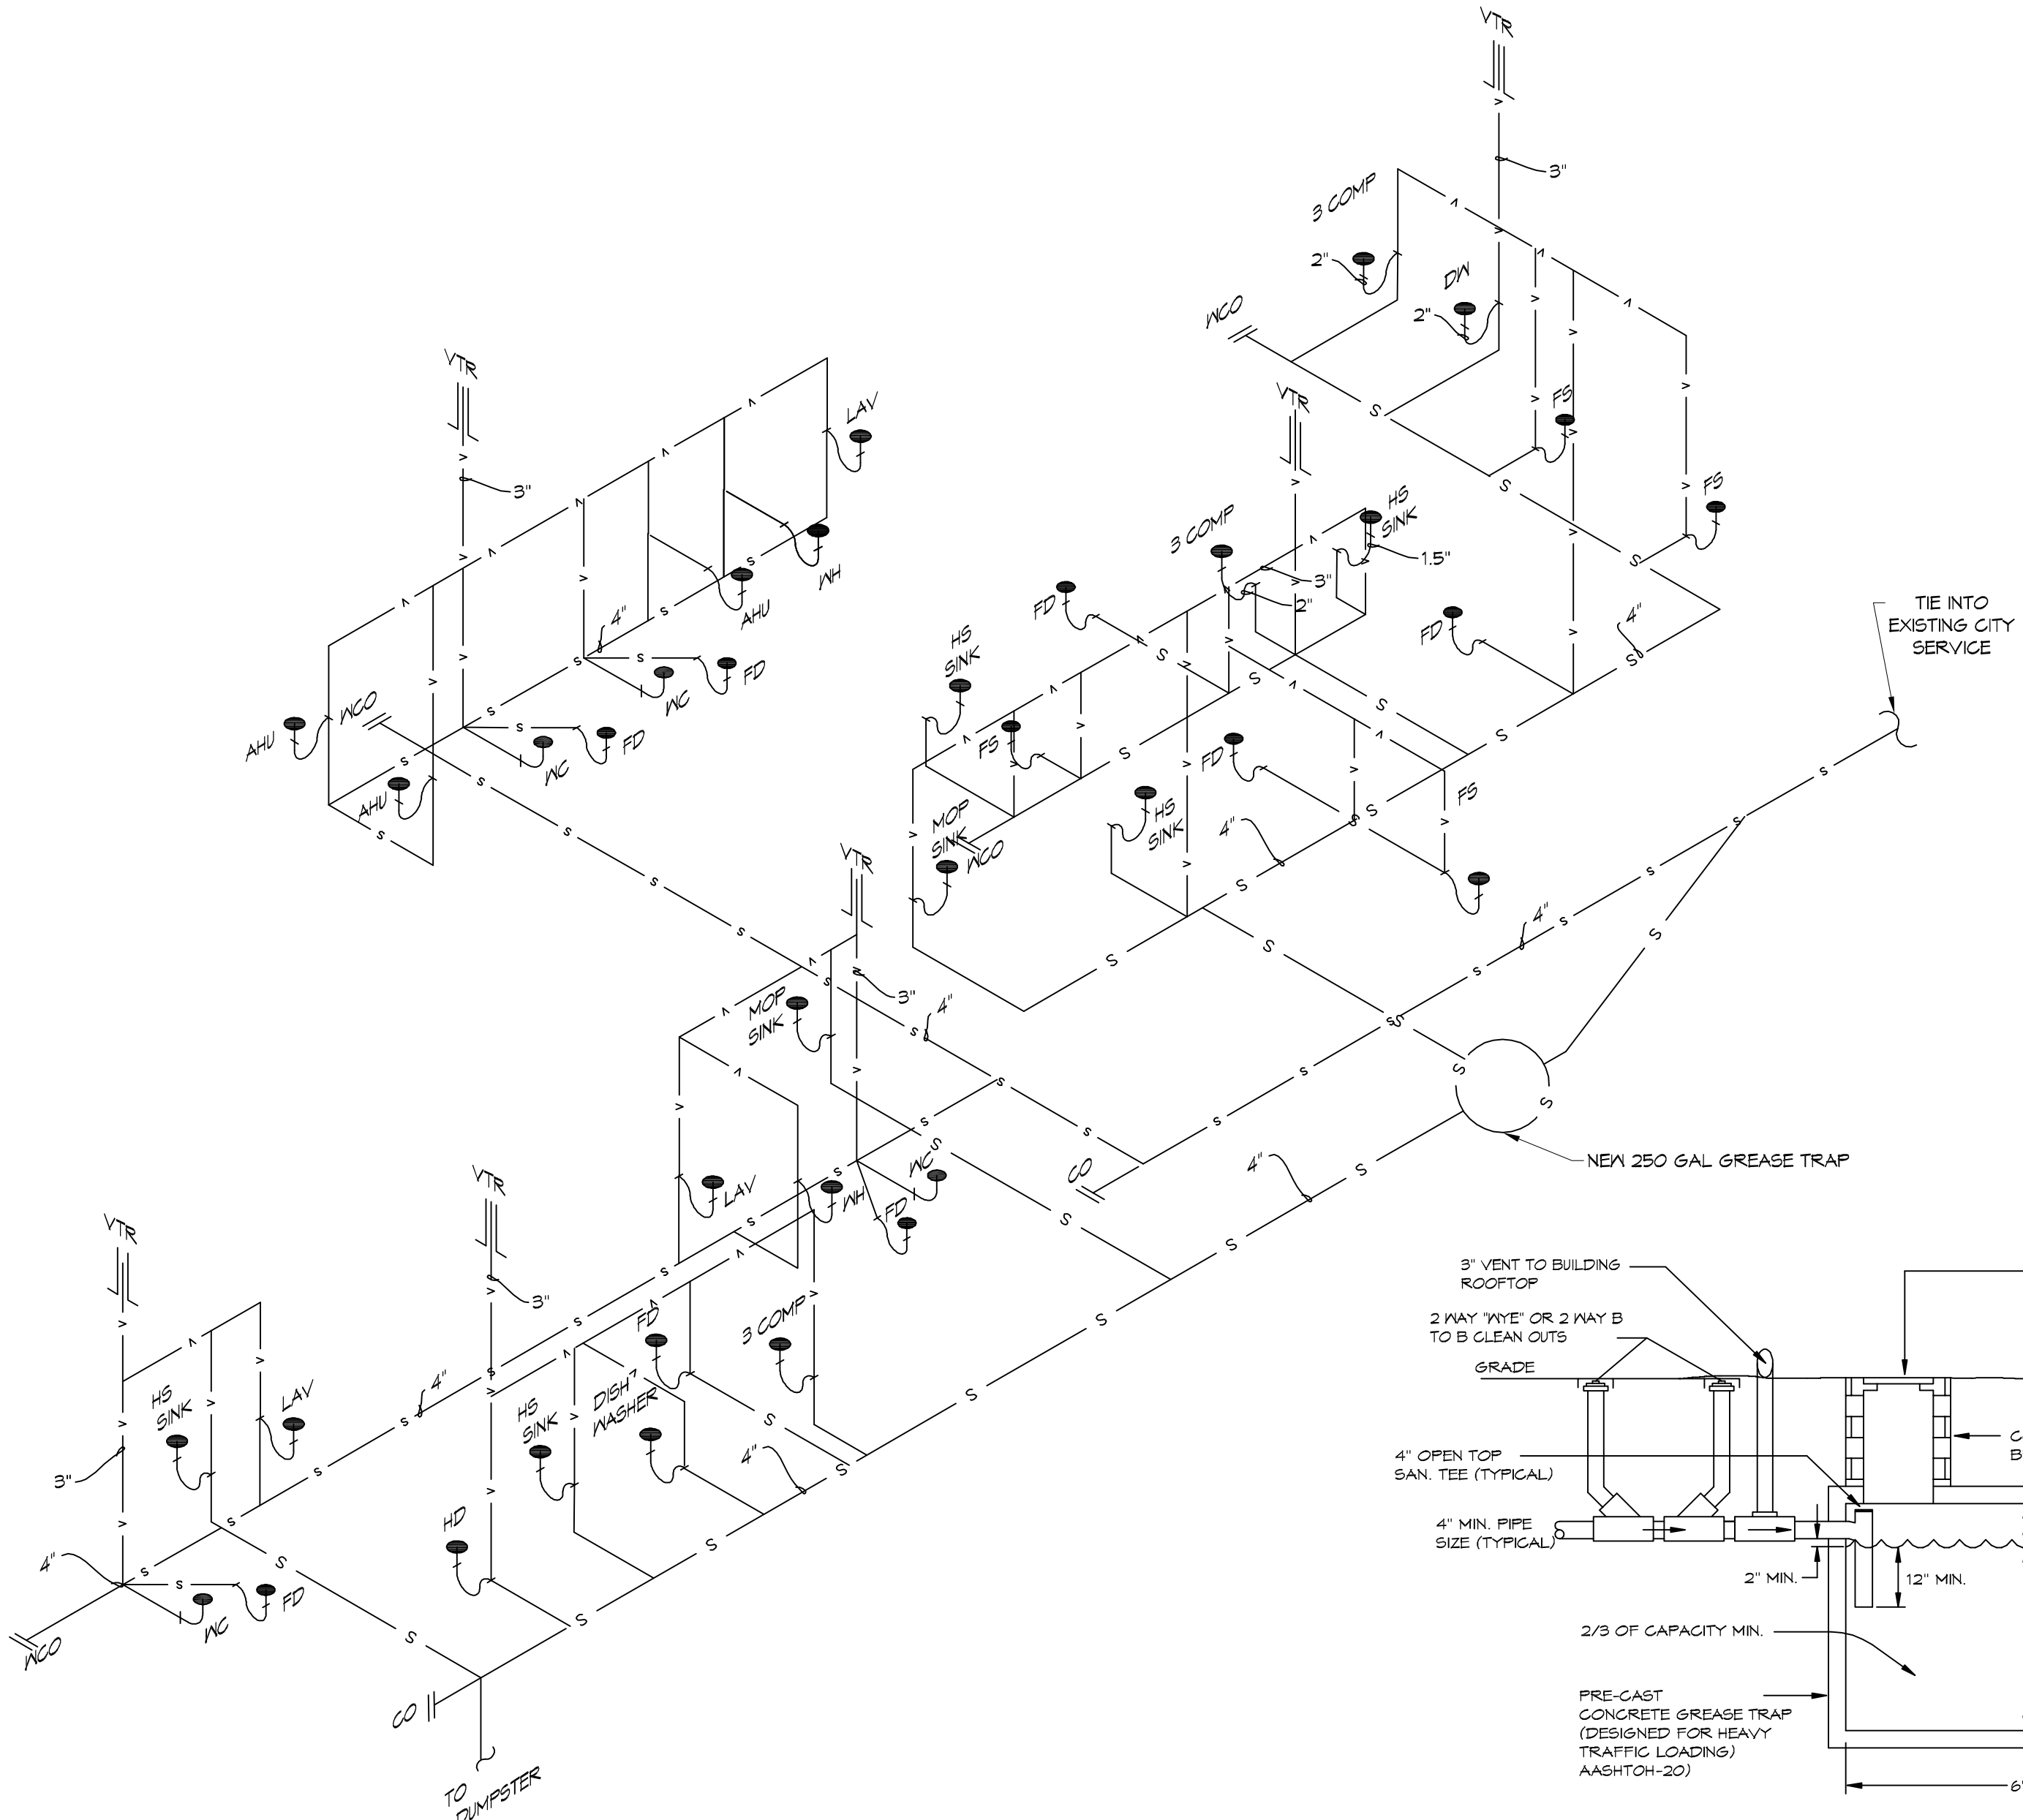 VTR
3"
3 COMP
2"
DW
2"
WCO
FS
FS
VTR
3"
LAV
WH
AHU
4"
FD
WC
FD
WC
WCO
AHU
AHU
VTR
HS
SINK
1.5"
3 COMP
3"
2"
FD
FD
4"
HS
SINK
FS
FD
FS
MOP
SINK
WCO
HS
SINK
4"
TIE INTO
EXISTING CITY
SERVICE
4"
VTR
3"
MOP
SINK
4"
CO
NEW 250 GAL GREASE TRAP
4"
LAV
WH
WC
FD
VTR
3"
VTR
HS
SINK
LAV
4"
3"
4"
FD
WC
WCO
FD
3 COMP
DISH
WASHER
HS
SINK
HD
4"
CO
TO
DUMPSTER
3" VENT TO BUILDING
ROOFTOP
2 WAY "WYE" OR 2 WAY B
TO B CLEAN OUTS
GRADE
4" OPEN TOP
SAN. TEE (TYPICAL)
4" MIN. PIPE
SIZE (TYPICAL)
2" MIN.
12" MIN.
2/3 OF CAPACITY MIN.
PRE-CAST
CONCRETE GREASE TRAP
(DESIGNED FOR HEAVY
TRAFFIC LOADING)
AASHTOH-20)
C
B
6'